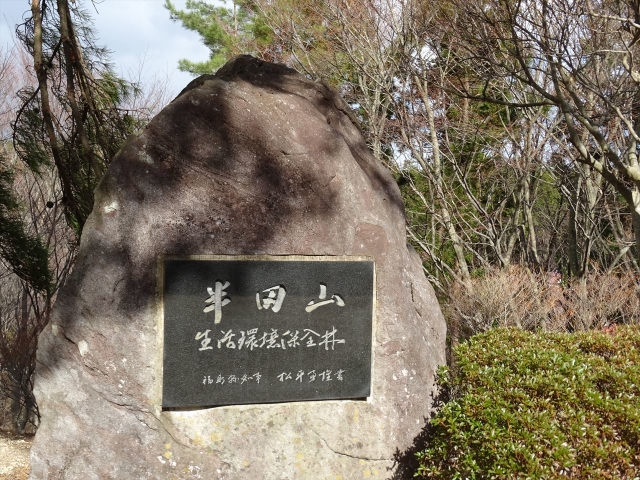 半田山
生活環境保全林
福島県知事 松平勇雄書